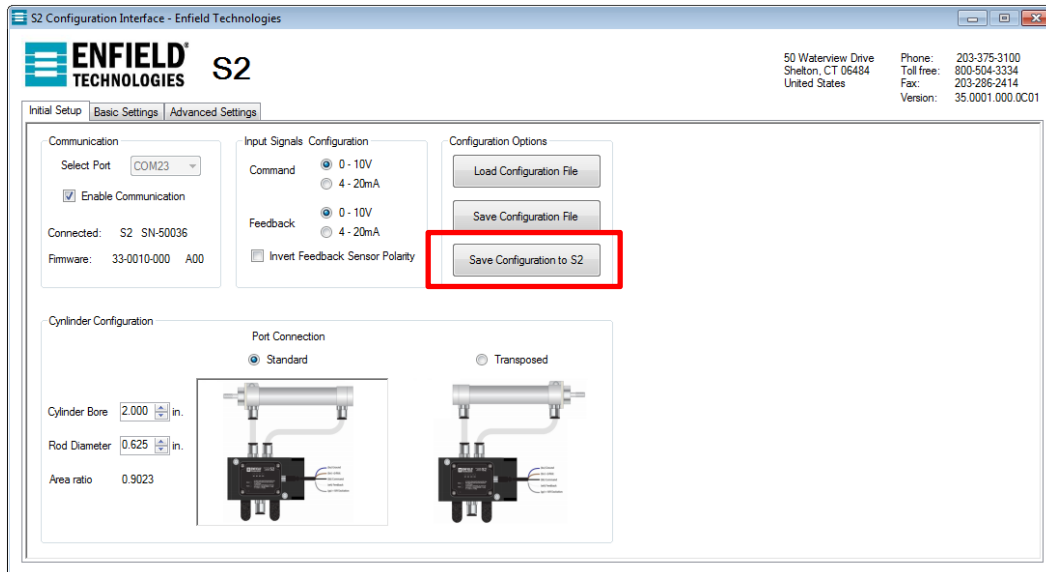 S2 Configuration Interface - Enfield Technologies
ENFIELD
TECHNOLOGIES
S2
50 Waterview Drive
Shelton, CT 06484
United States
Phone: 203-375-3100
Toll free: 800-504-3334
Fax: 203-286-2414
Version: 35.0001.000.0C01
Initial Setup Basic Settings Advanced Settings
Communication
Select Port COM23
Enable Communication
Connected: S2 SN-50036
Firmware: 33-0010-000 A00
Input Signals Configuration
Command 0 - 10V
4 - 20mA
Feedback 0 - 10V
4 - 20mA
Invert Feedback Sensor Polarity
Configuration Options
Load Configuration File
Save Configuration File
Save Configuration to S2
Cynlinder Configuration
Port Connection
Standard
Transposed
Cylinder Bore 2.000 in.
Rod Diameter 0.625 in.
Area ratio 0.9023